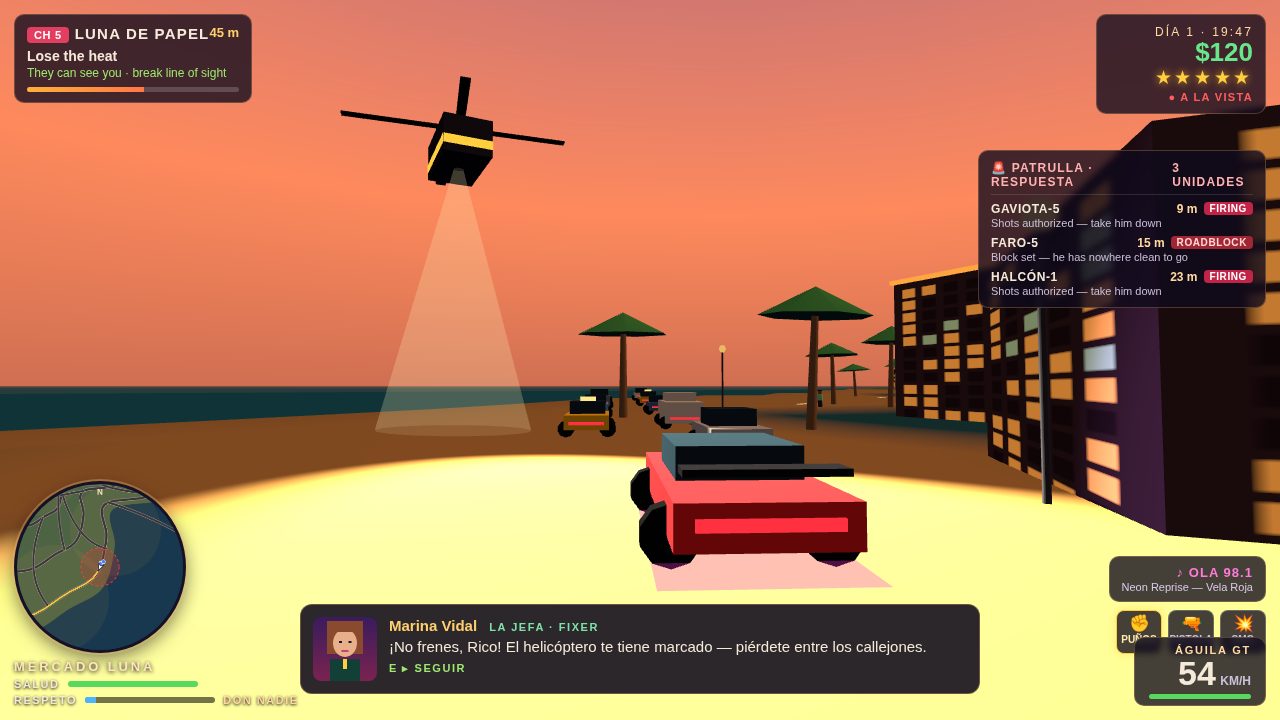 CH 5 LUNA DE PAPEL 45 m
Lose the heat
They can see you · break line of sight
DÍA 1 · 19:47
$120
★★★★★
● A LA VISTA
🚨 PATRULLA · RESPUESTA 3 UNIDADES
GAVIOTA-5 9 m FIRING
Shots authorized — take him down
FARO-5 15 m ROADBLOCK
Block set — he has nowhere clean to go
HALCÓN-1 23 m FIRING
Shots authorized — take him down
N
MERCADO LUNA
SALUD
RESPETO DON NADIE
Marina Vidal LA JEFA · FIXER
¡No frenes, Rico! El helicóptero te tiene marcado — piérdete entre los callejones.
E ▸ SEGUIR
♪ OLA 98.1
Neon Reprise — Vela Roja
ÁGUILA GT
54 KM/H